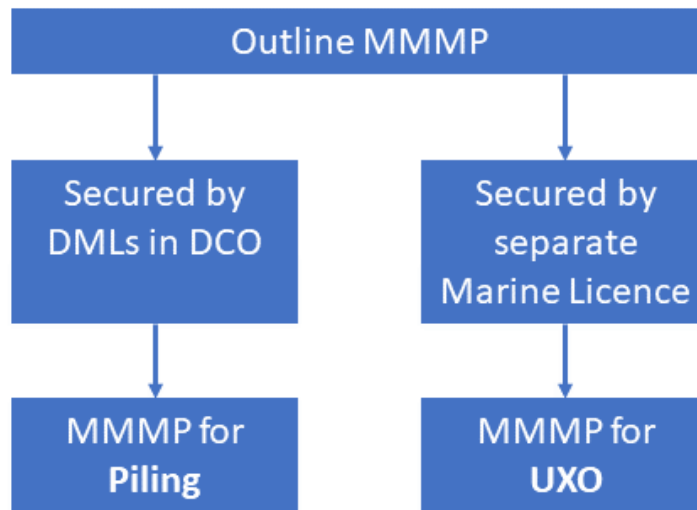 Outline MMMP
Secured by
DMLs in DCO
Secured by
separate
Marine Licence
MMMP for
Piling
MMMP for
UXO